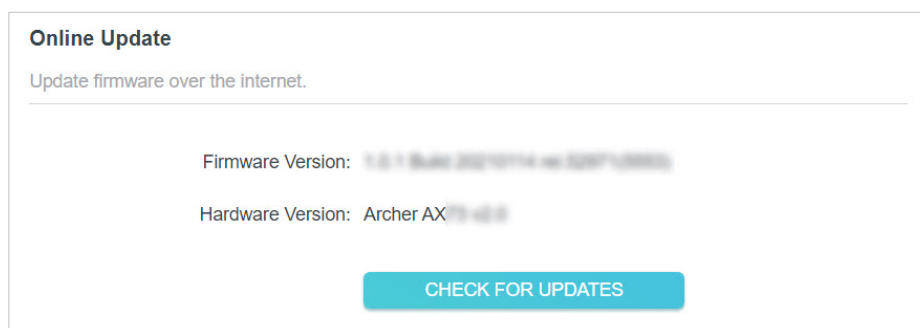 Online Update
Update firmware over the internet.
Firmware Version:
Hardware Version: Archer AX
CHECK FOR UPDATES